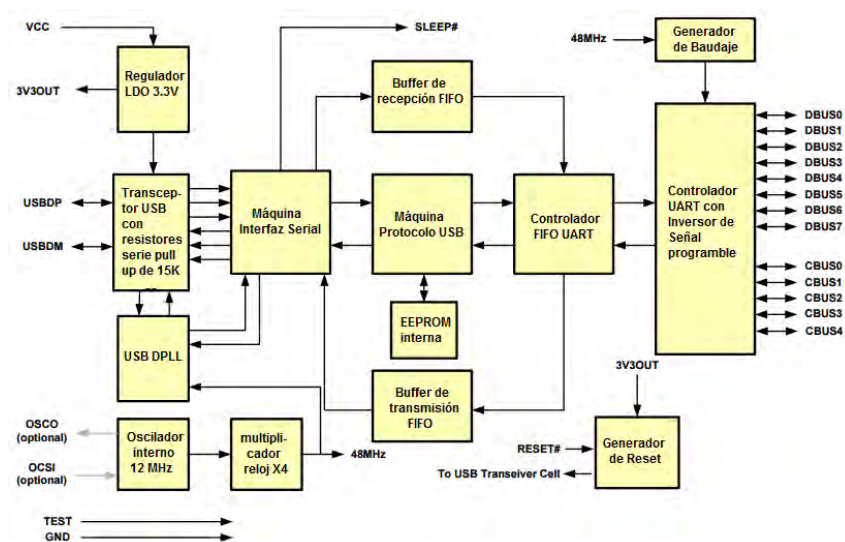 VCC
SLEEP#
48MHz
Generador
de Baudaje
Regulador
LDO 3.3V
3V3OUT
Buffer de
recepción FIFO
DBUS0
DBUS1
DBUS2
DBUS3
DBUS4
DBUS5
DBUS6
DBUS7
CBUS0
CBUS1
CBUS2
CBUS3
CBUS4
USBDP
USBDM
Transcep-
tor USB
con
resistores
serie pull
up de 15K
Máquina
Interfaz Serial
Máquina
Protocolo USB
Controlador
FIFO UART
Controlador
UART con
Inversor de
Señal
programble
USB DPLL
EEPROM
interna
Buffer de
transmisión
FIFO
3V3OUT
OSCO
(optional)
OCSI
(optional)
Oscilador
interno
12 MHz
multipli-
cador
reloj X4
48MHz
RESET#
To USB Transeiver Cell
Generador
de Reset
TEST
GND